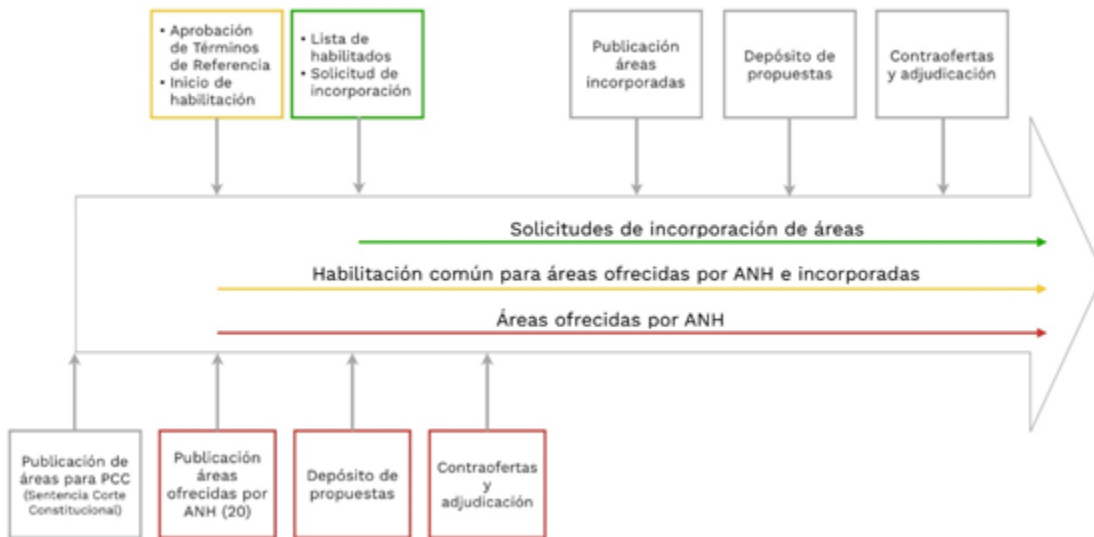 • Aprobación
de Términos
de Referencia
• Inicio de
habilitación
• Lista de
habilitados
• Solicitud de
incorporación
Publicación
áreas
incorporadas
Depósito de
propuestas
Contraofertas
y adjudicación
Solicitudes de incorporación de áreas
Habilitación común para áreas ofrecidas por ANH e incorporadas
Áreas ofrecidas por ANH
Publicación de
áreas para PCC
(Sentencia Corte
Constitucional)
Publicación
áreas
ofrecidas por
ANH (20)
Depósito de
propuestas
Contraofertas
y
adjudicación